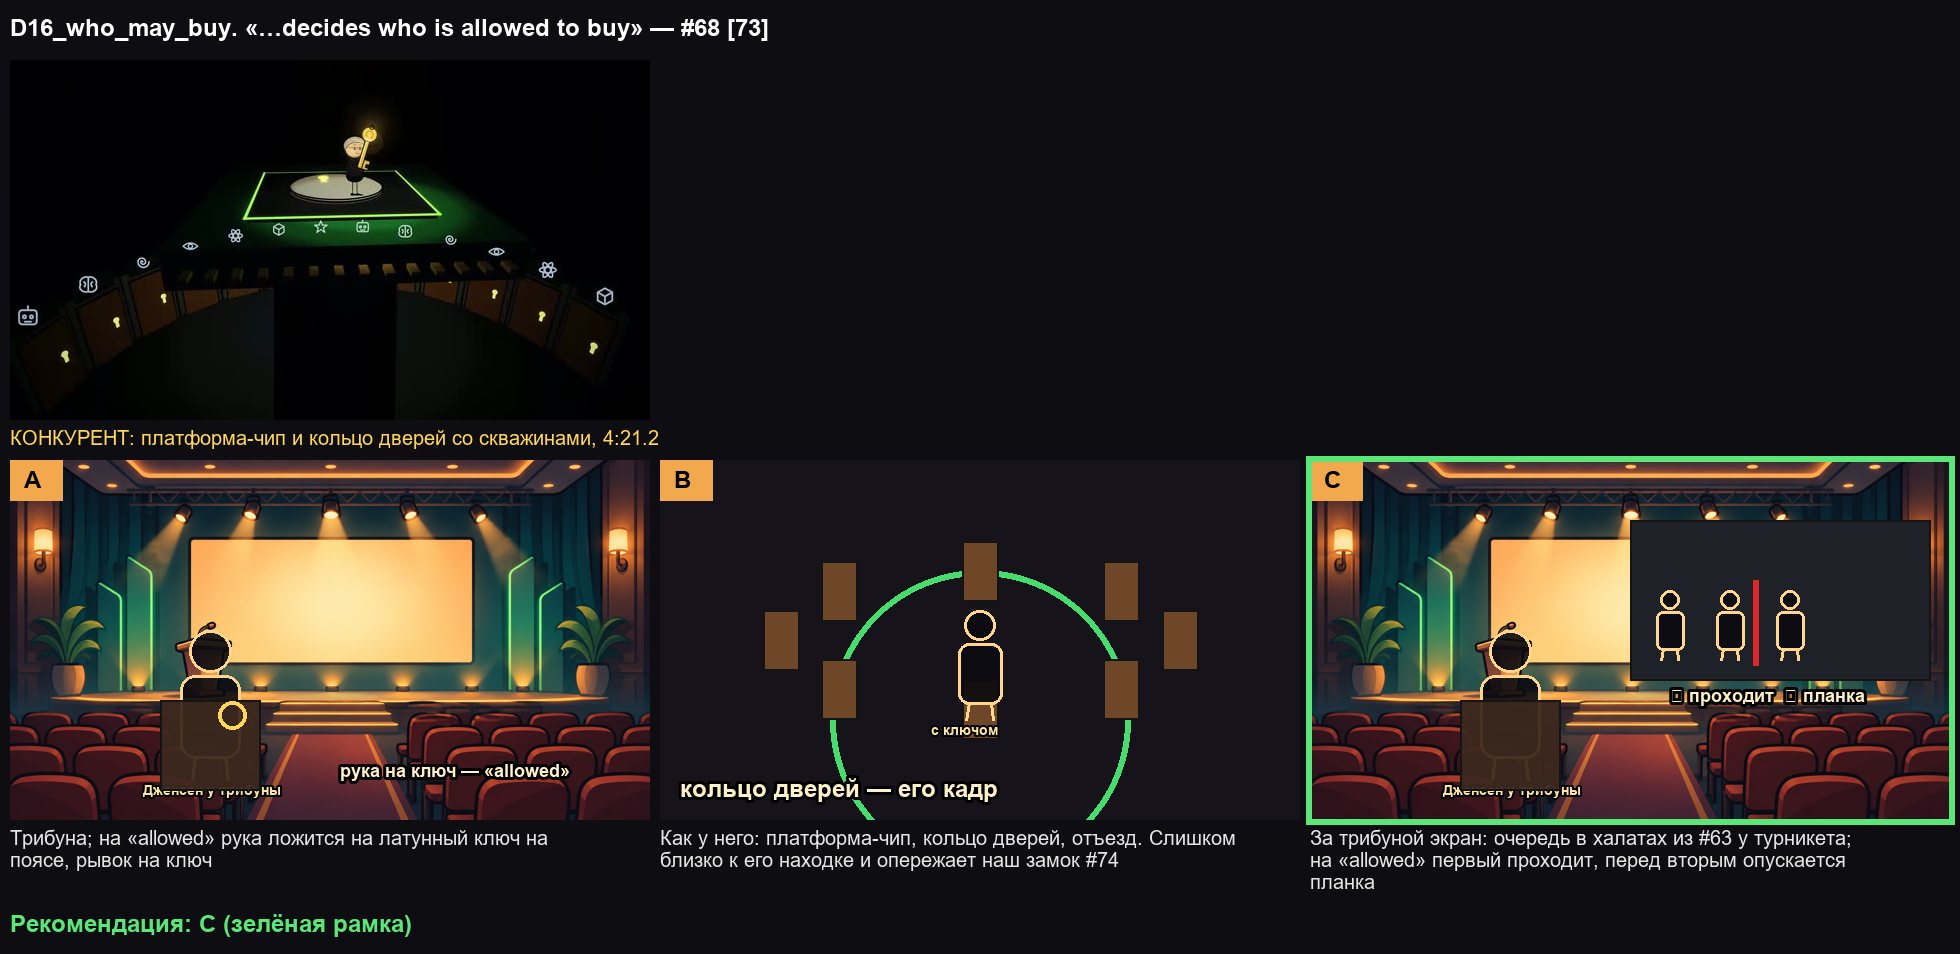 D16_who_may_buy. «…decides who is allowed to buy» — #68 [73]
КОНКУРЕНТ: платформа-чип и кольцо дверей со скважинами, 4:21.2
A
рука на ключ — «allowed»
Дженсен у трибуны
Трибуна; на «allowed» рука ложится на латунный ключ на
поясе, рывок на ключ
B
с ключом
кольцо дверей — его кадр
Как у него: платформа-чип, кольцо дверей, отъезд. Слишком
близко к его находке и опережает наш замок #74
C
проходит
планка
Дженсен у трибуны
За трибуной экран: очередь в халатах из #63 у турникета;
на «allowed» первый проходит, перед вторым опускается
планка
Рекомендация: C (зелёная рамка)